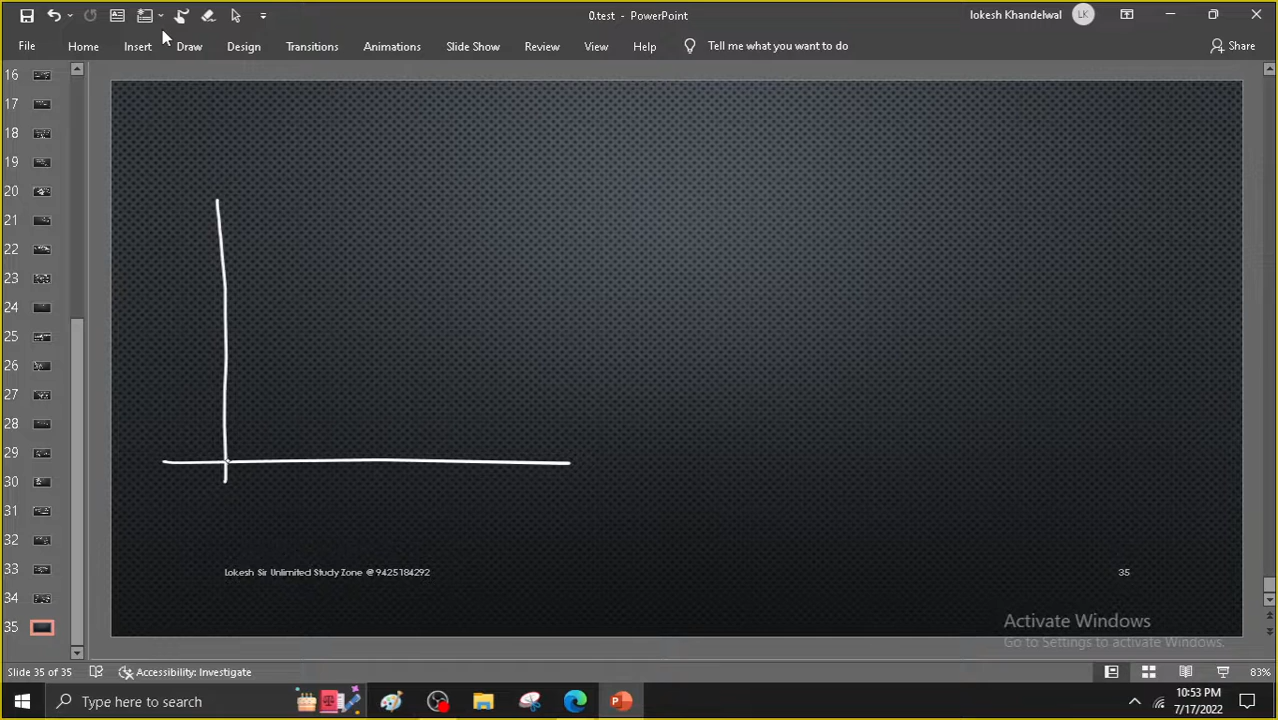 0.test - PowerPoint
lokesh Khandelwal
LK
File
Home
Insert
Draw
Design
Transitions
Animations
Slide Show
Review
View
Help
Tell me what you want to do
Share
16
17
18
19
20
21
22
23
24
25
26
27
28
29
30
31
32
33
34
35
Lokesh Sir Unlimited Study Zone @ 9425184292
35
Activate Windows
Go to Settings to activate Windows.
Slide 35 of 35
Accessibility: Investigate
83%
Type here to search
10:53 PM
7/17/2022